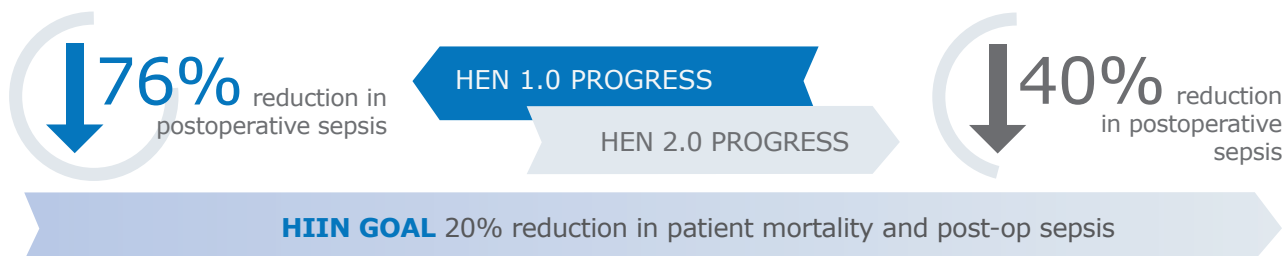 76% reduction in
postoperative sepsis
HEN 1.0 PROGRESS
HEN 2.0 PROGRESS
40% reduction
in postoperative
sepsis
HIIN GOAL 20% reduction in patient mortality and post-op sepsis